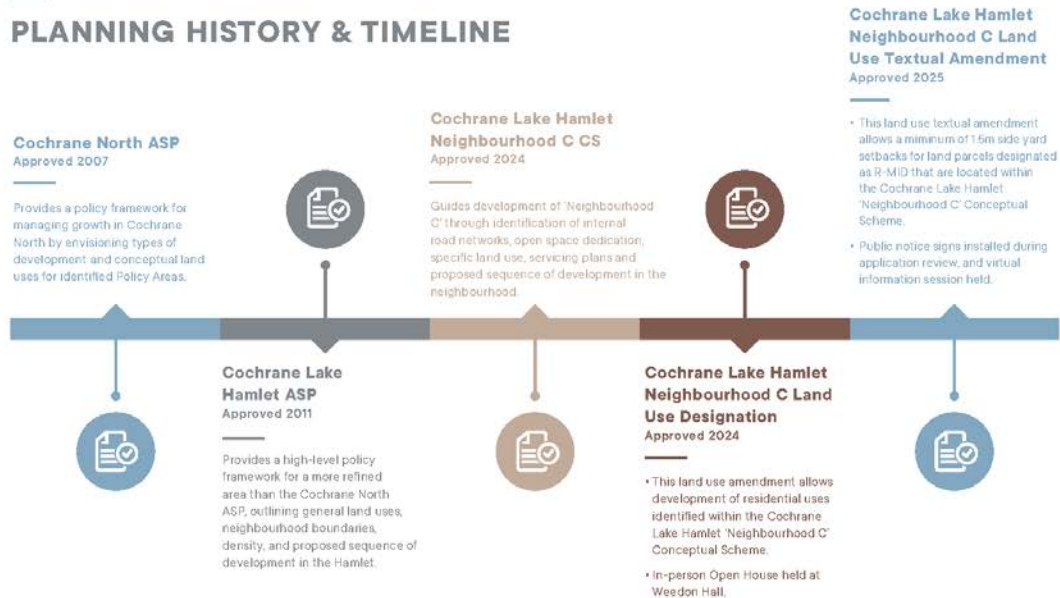 PLANNING HISTORY & TIMELINE
Cochrane North ASP
Approved 2007
Provides a policy framework for
managing growth in Cochrane
North by envisioning types of
development and conceptual land
uses for identified Policy Areas.
Cochrane Lake
Hamlet ASP
Approved 2011
Provides a high-level policy
framework for a more refined
area than the Cochrane North
ASP, outlining general land uses,
neighbourhood boundaries,
density, and proposed sequence of
development in the Hamlet.
Cochrane Lake Hamlet
Neighbourhood C CS
Approved 2024
Guides development of 'Neighbourhood
C' through identification of internal
road networks, open space dedication,
specific land use, servicing plans and
proposed sequence of development in the
neighbourhood.
Cochrane Lake Hamlet
Neighbourhood C Land
Use Designation
Approved 2024
• This land use amendment allows
development of residential uses
identified within the Cochrane
Lake Hamlet 'Neighbourhood C'
Conceptual Scheme.
• In-person Open House held at
Weedon Hall.
Cochrane Lake Hamlet
Neighbourhood C Land
Use Textual Amendment
Approved 2025
• This land use textual amendment
allows a miminum of 1.5m side yard
setbacks for land parcels designated
as R-MID that are located within
the Cochrane Lake Hamlet
'Neighbourhood C' Conceptual
Scheme.
• Public notice signs installed during
application review, and virtual
information session held.